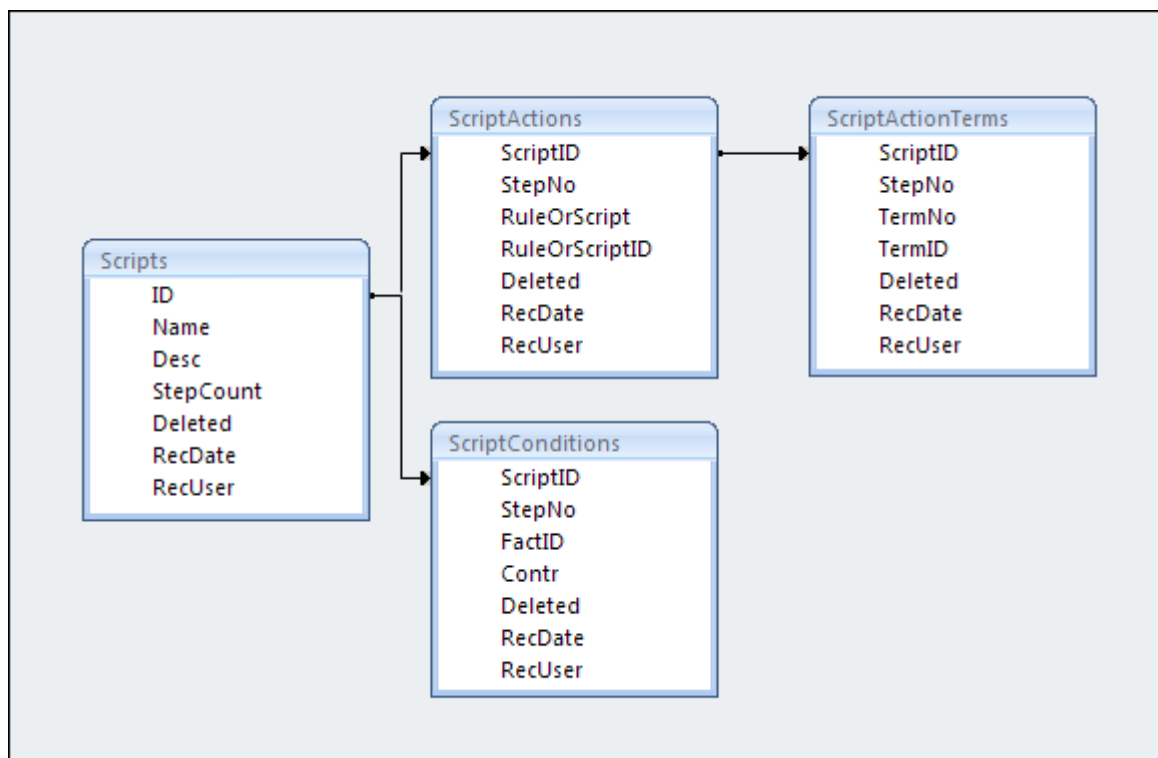 Scripts
ID
Name
Desc
StepCount
Deleted
RecDate
RecUser
ScriptActions
ScriptID
StepNo
RuleOrScript
RuleOrScriptID
Deleted
RecDate
RecUser
ScriptActionTerms
ScriptID
StepNo
TermNo
TermID
Deleted
RecDate
RecUser
ScriptConditions
ScriptID
StepNo
FactID
Contr
Deleted
RecDate
RecUser